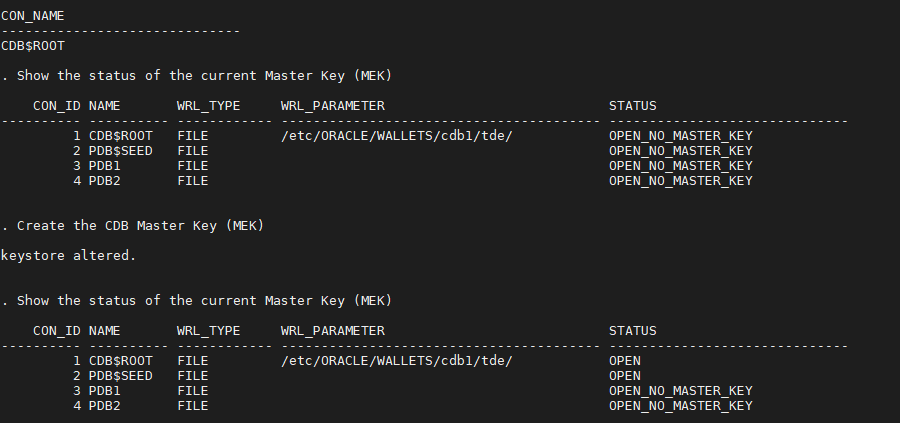 CON_NAME
------------------------------
CDB$ROOT
. Show the status of the current Master Key (MEK)
    CON_ID NAME       WRL_TYPE     WRL_PARAMETER                            STATUS
---------- ---------- ------------ ---------------------------------------- ------------------------------
         1 CDB$ROOT   FILE         /etc/ORACLE/WALLETS/cdb1/tde/            OPEN_NO_MASTER_KEY
         2 PDB$SEED   FILE                                                  OPEN_NO_MASTER_KEY
         3 PDB1       FILE                                                  OPEN_NO_MASTER_KEY
         4 PDB2       FILE                                                  OPEN_NO_MASTER_KEY
. Create the CDB Master Key (MEK)
keystore altered.
. Show the status of the current Master Key (MEK)
    CON_ID NAME       WRL_TYPE     WRL_PARAMETER                            STATUS
---------- ---------- ------------ ---------------------------------------- ------------------------------
         1 CDB$ROOT   FILE         /etc/ORACLE/WALLETS/cdb1/tde/            OPEN
         2 PDB$SEED   FILE                                                  OPEN
         3 PDB1       FILE                                                  OPEN_NO_MASTER_KEY
         4 PDB2       FILE                                                  OPEN_NO_MASTER_KEY